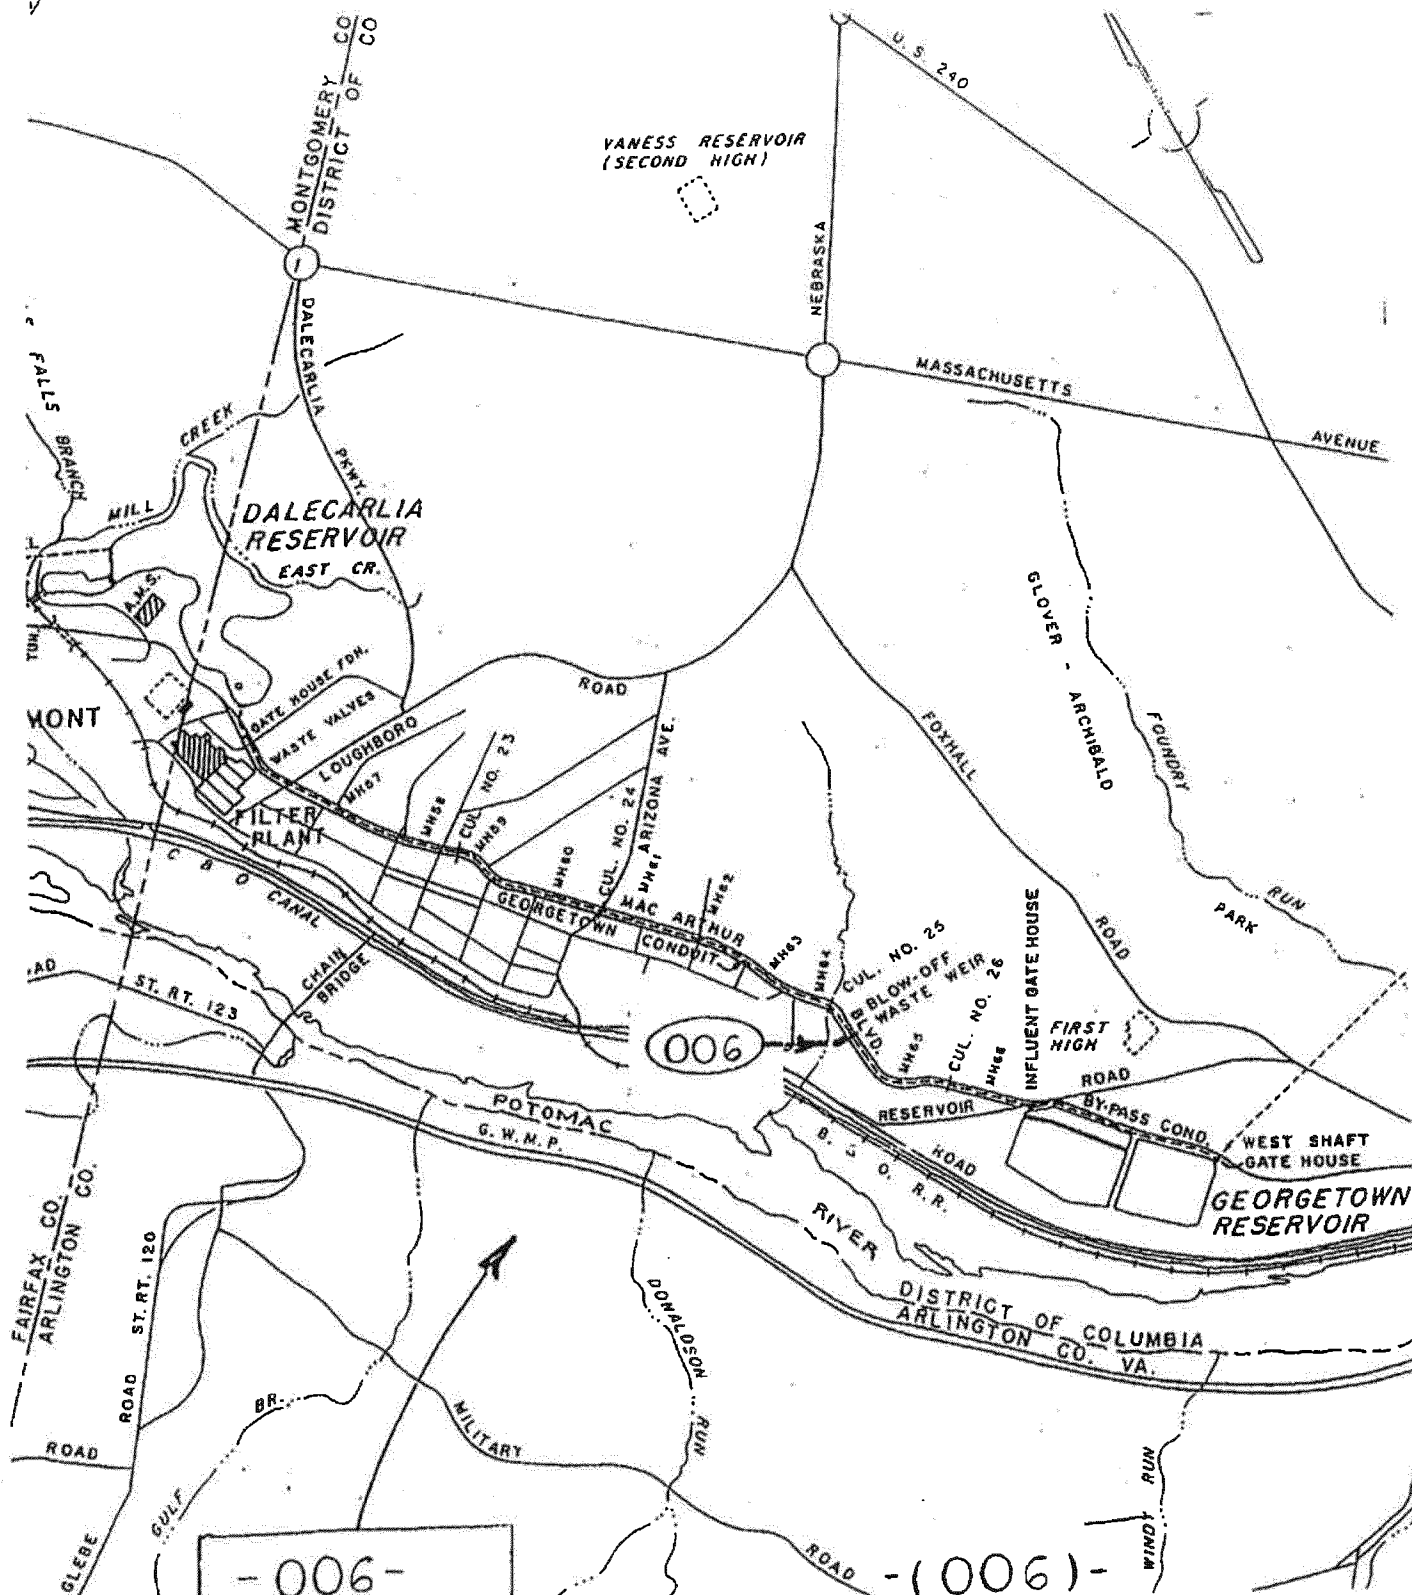 MONTGOMERY CO
DISTRICT OF CO
U. S. 240
VANESS RESERVOIR
(SECOND HIGH)
NEBRASKA
DALECARLIA
PKWY.
MASSACHUSETTS
AVENUE
FALLS
BRANCH
MILL
CREEK
DALECARLIA
RESERVOIR
EAST CR.
A.M.S.
TUN.
MONT
GATE HOUSE FDN.
WASTE VALVES
LOUGHBORO
ROAD
FILTER
PLANT
MH57
MH58
CUL. NO. 23
MH59
MH60
CUL. NO. 24
MH61
ARIZONA AVE.
MH62
MH63
MH64
GLOVER - ARCHIBALD
PARK
FOUNDRY
RUN
FOXHALL
ROAD
GEORGETOWN
CONDUIT
MAC ARTHUR
BLVD.
CUL. NO. 25
BLOW-OFF
WASTE WEIR
MH65
CUL. NO. 26
MH66
INFLUENT GATE HOUSE
FIRST
HIGH
C & O CANAL
CHAIN
BRIDGE
ST. RT. 123
006
RESERVOIR
ROAD
BY-PASS COND.
WEST SHAFT
GATE HOUSE
GEORGETOWN
RESERVOIR
ROAD
B. & O. R.R.
POTOMAC
RIVER
G. W. M. P.
DISTRICT OF COLUMBIA
ARLINGTON CO. VA.
FAIRFAX CO.
ARLINGTON CO.
ST. RT. 120
ROAD
ROAD
GLEBE
GULF
BR.
MILITARY
ROAD
DONALDSON
RUN
WINDY RUN
-006-
-(006)-